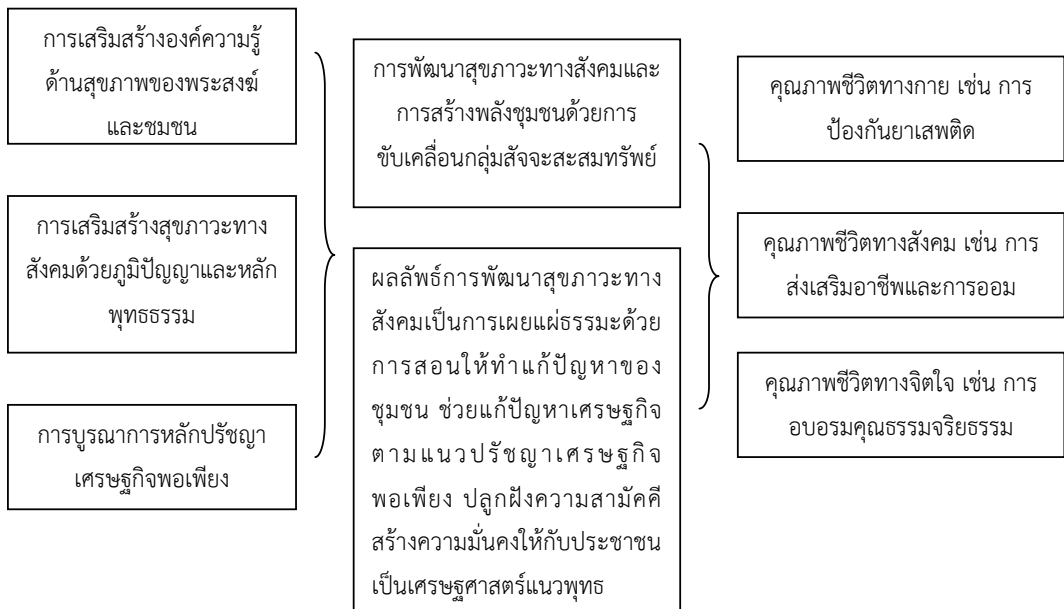 การเสริมสร้างองค์ความรู้
ด้านสุขภาพของพระสงฆ์
และชุมชน
การเสริมสร้างสุขภาวะทาง
สังคมด้วยภูมิปัญญาและหลัก
พุทธธรรม
การบูรณาการหลักปรัชญา
เศรษฐกิจพอเพียง
การพัฒนาสุขภาวะทางสังคมและ
การสร้างพลังชุมชนด้วยการ
ขับเคลื่อนกลุ่มสัจจะสะสมทรัพย์
ผลลัพธ์การพัฒนาสุขภาวะทาง
สังคมเป็นการเผยแผ่ธรรมะด้วย
การสอนให้ทำแก้ปัญหาของ
ชุมชน ช่วยแก้ปัญหาเศรษฐกิจ
ตามแนวปรัชญาเศรษฐกิจ
พอเพียง ปลูกฝังความสามัคคี
สร้างความมั่นคงให้กับประชาชน
เป็นเศรษฐศาสตร์แนวพุทธ
คุณภาพชีวิตทางกาย เช่น การ
ป้องกันยาเสพติด
คุณภาพชีวิตทางสังคม เช่น การ
ส่งเสริมอาชีพและการออม
คุณภาพชีวิตทางจิตใจ เช่น การ
อบอรมคุณธรรมจริยธรรม